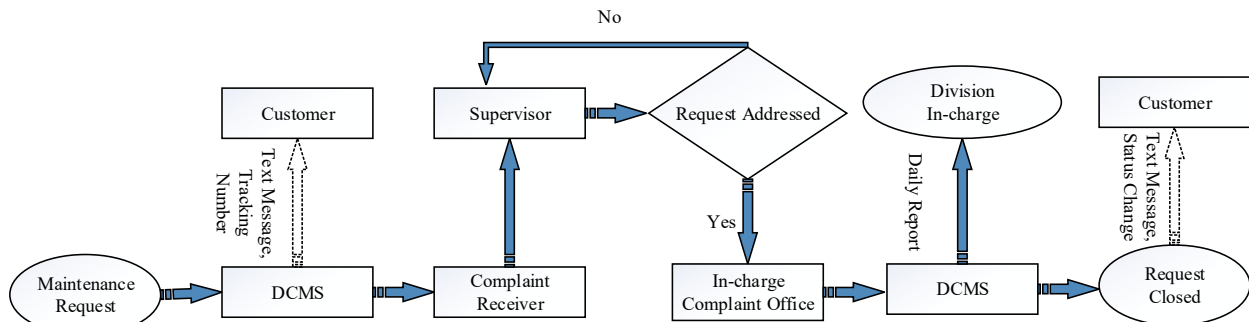 No
Customer
Supervisor
Request Addressed
Division
In-charge
Customer
Text Message,
Tracking
Number
Yes
Daily Report
Text Message,
Status Change
Maintenance
Request
DCMS
Complaint
Receiver
In-charge
Complaint Office
DCMS
Request
Closed